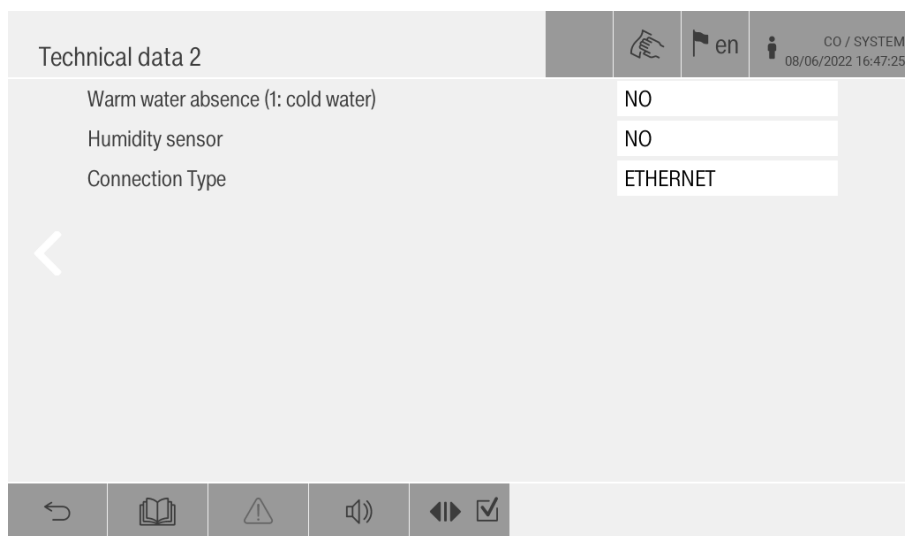 Technical data 2
en
CO / SYSTEM
08/06/2022 16:47:25
Warm water absence (1: cold water) NO
Humidity sensor NO
Connection Type ETHERNET